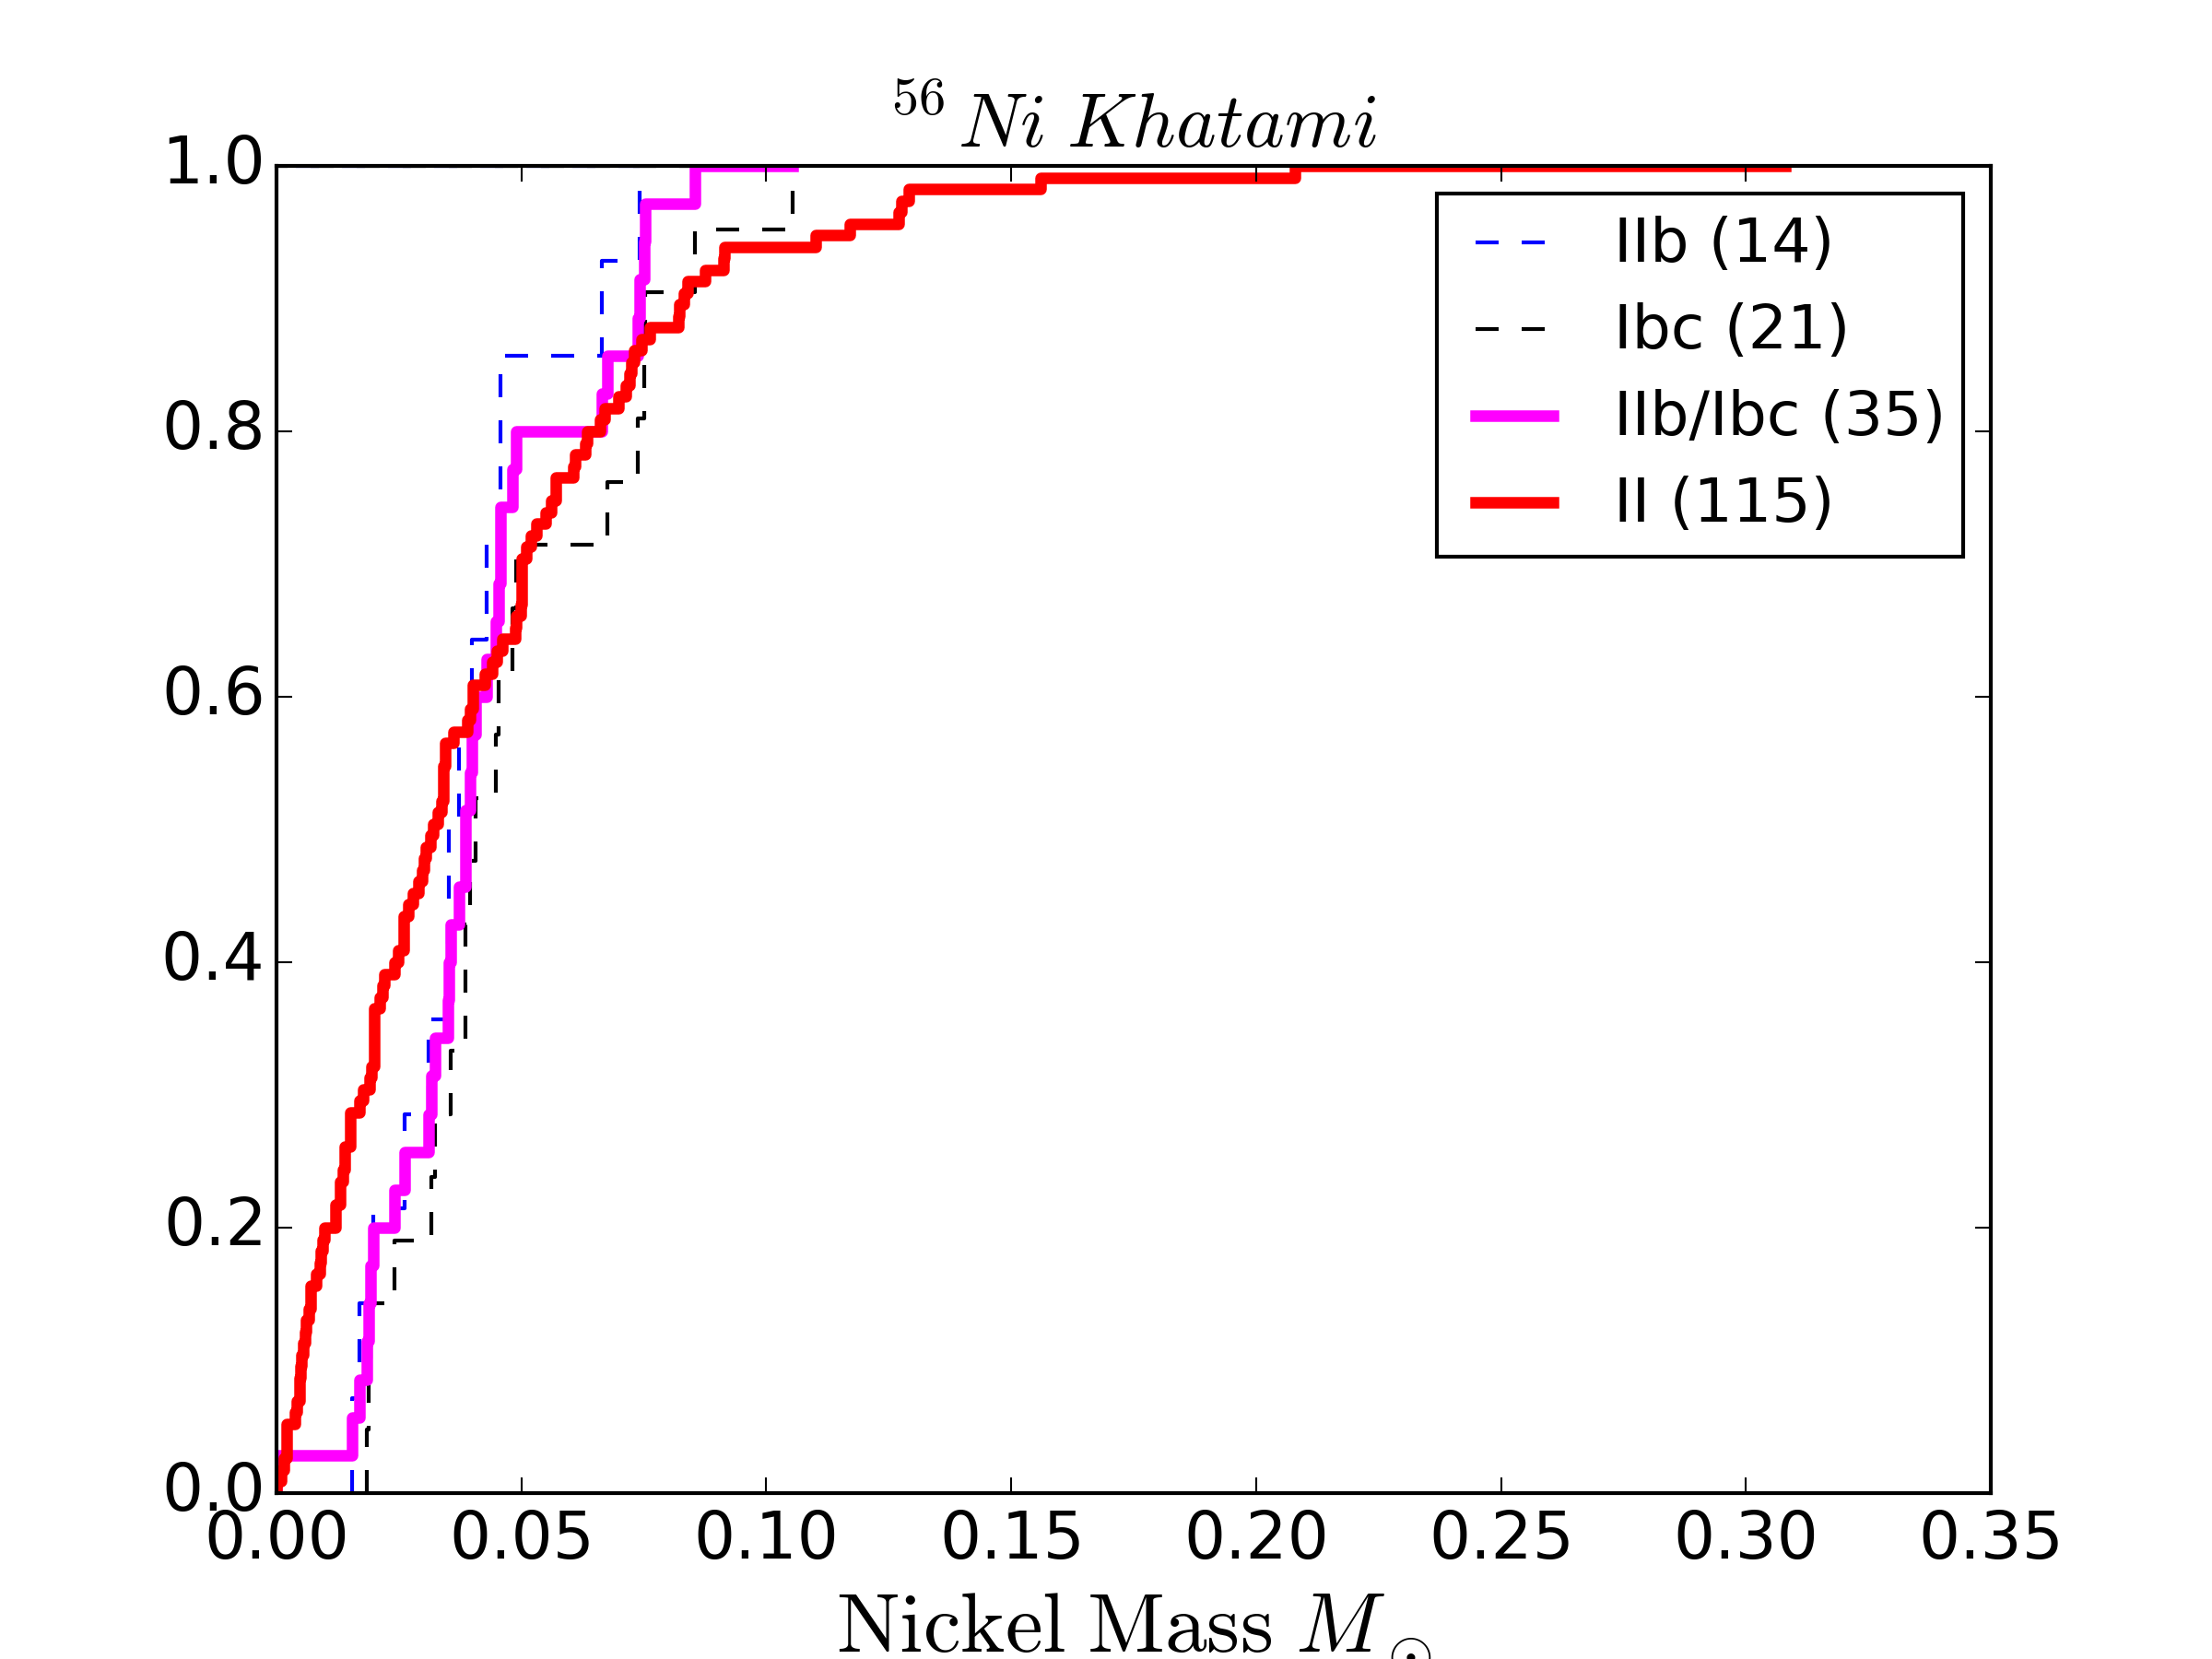 ⁵⁶Ni Khatami
1.0
0.8
0.6
0.4
0.2
0.0
IIb (14)
Ibc (21)
IIb/Ibc (35)
II (115)
0.00 0.05 0.10 0.15 0.20 0.25 0.30 0.35
Nickel Mass M⊙